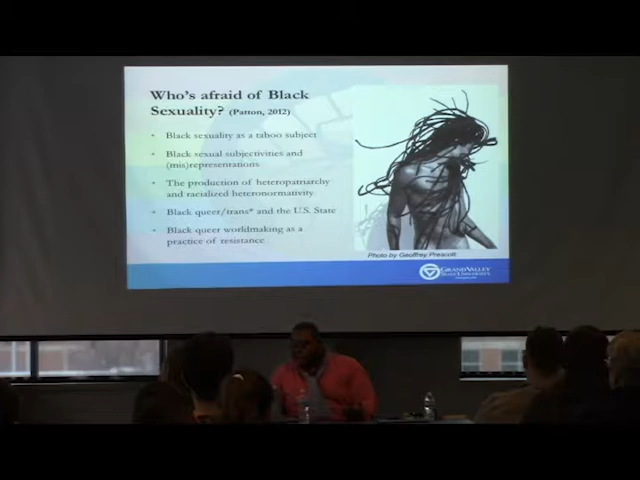 Who's afraid of Black
Sexuality? (Patton, 2012)
• Black sexuality as a taboo subject
• Black sexual subjectivities and
(mis)representations
• The production of heteropatriarchy
and racialized heteronormativity
• Black queer/trans* and the U.S. State
• Black queer worldmaking as a
practice of resistance
Photo by Geoffrey Prescott
GRAND VALLEY
STATE UNIVERSITY